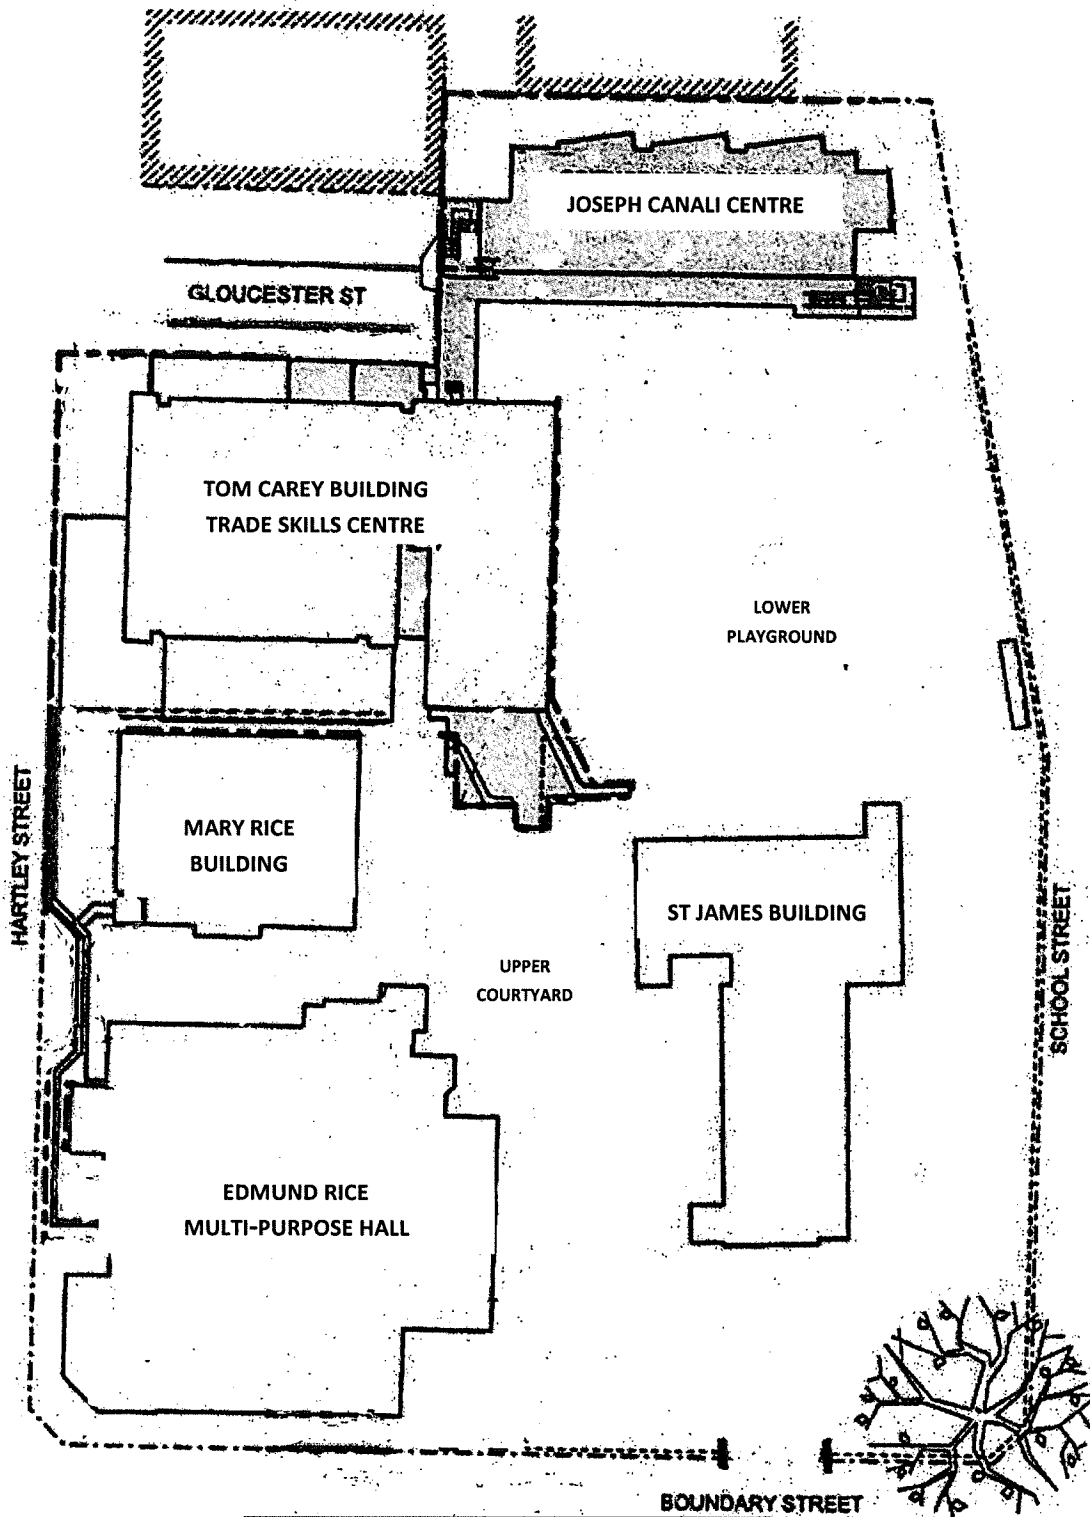 JOSEPH CANALI CENTRE
GLOUCESTER ST
TOM CAREY BUILDING
TRADE SKILLS CENTRE
LOWER
PLAYGROUND
HARTLEY STREET
MARY RICE
BUILDING
ST JAMES BUILDING
UPPER
COURTYARD
SCHOOL STREET
EDMUND RICE
MULTI-PURPOSE HALL
BOUNDARY STREET